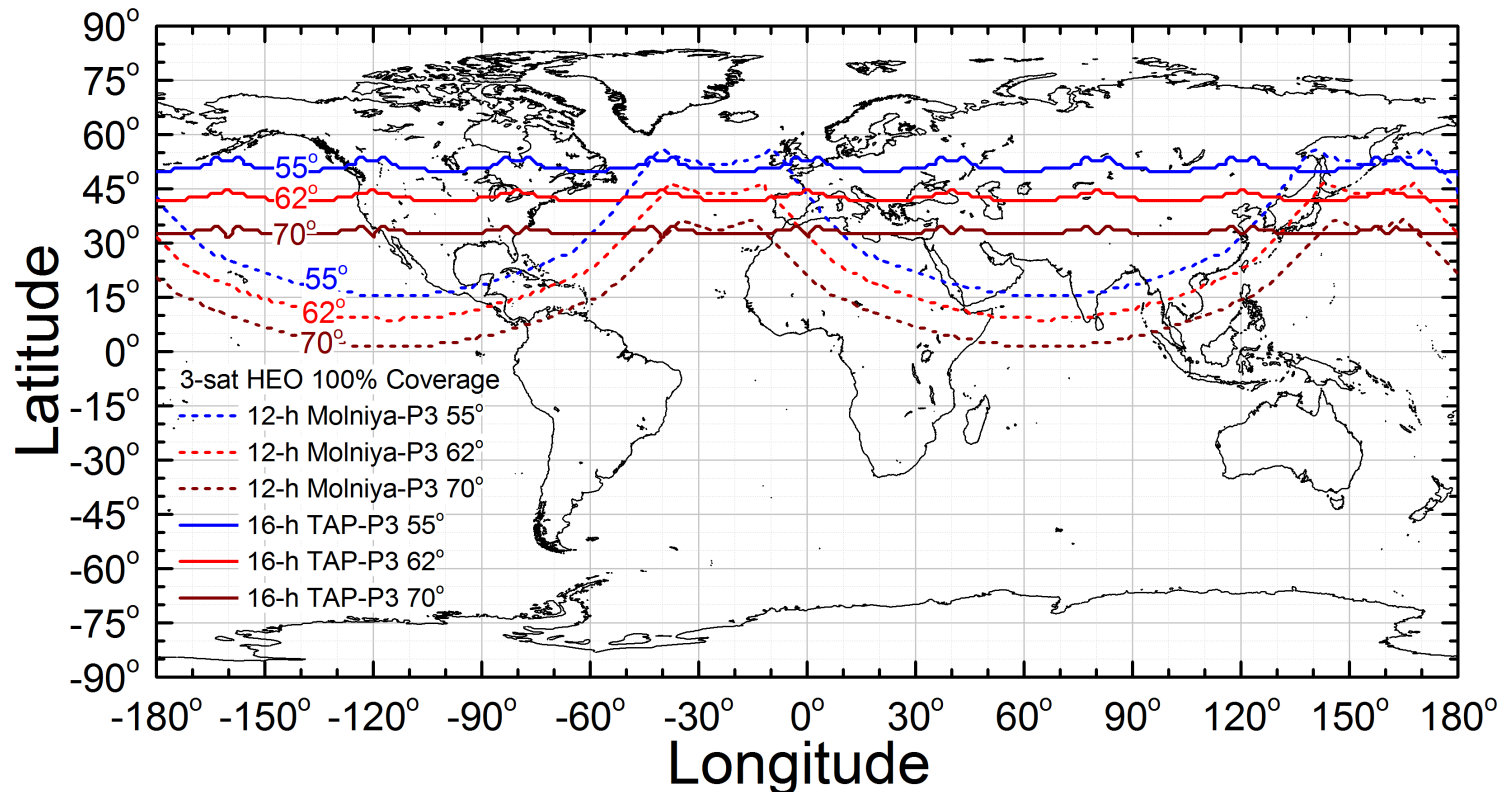 90°
75°
60°
45°
30°
15°
0°
-15°
-30°
-45°
-60°
-75°
-90°
Latitude
55°
62°
70°
55°
62°
70°
3-sat HEO 100% Coverage
12-h Molniya-P3 55°
12-h Molniya-P3 62°
12-h Molniya-P3 70°
16-h TAP-P3 55°
16-h TAP-P3 62°
16-h TAP-P3 70°
-180° -150° -120° -90° -60° -30° 0° 30° 60° 90° 120° 150° 180°
Longitude